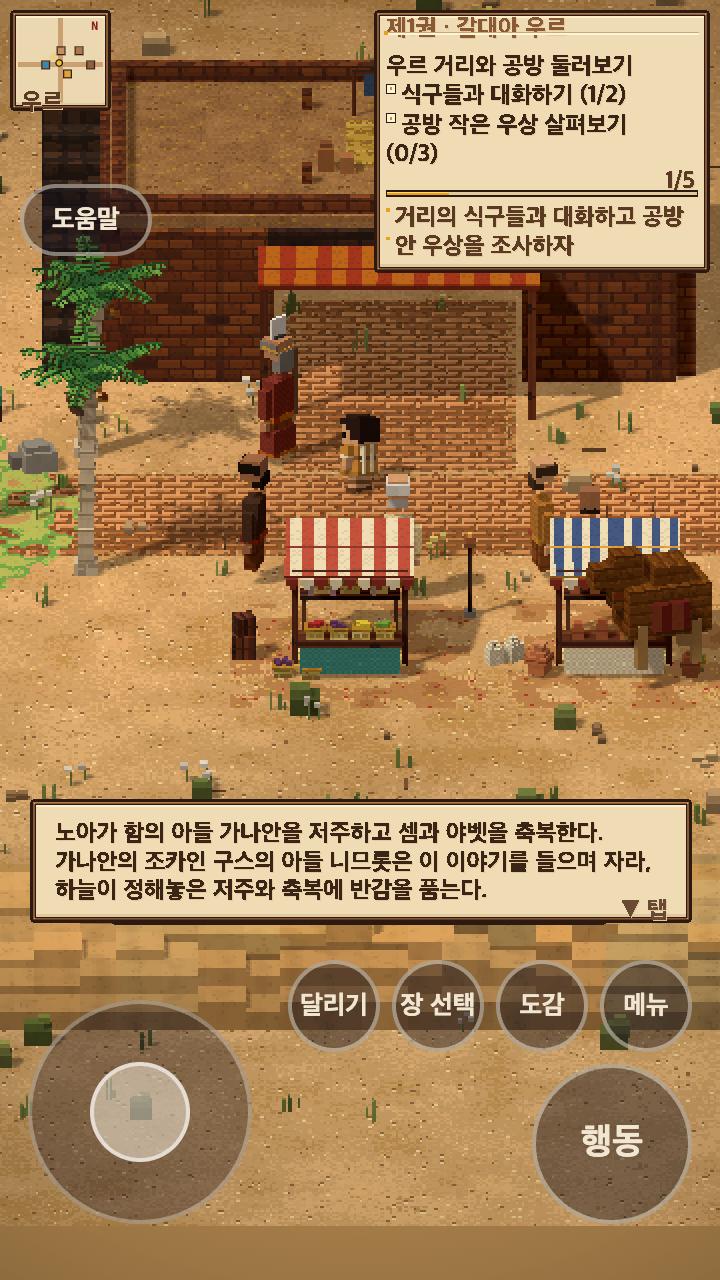 N
우르
제1권 · 갈대아 우르
우르 거리와 공방 둘러보기
식구들과 대화하기 (1/2)
공방 작은 우상 살펴보기
(0/3)
1/5
거리의 식구들과 대화하고 공방
안 우상을 조사하자
도움말
노아가 함의 아들 가나안을 저주하고 셈과 야벳을 축복한다.
가나안의 조카인 구스의 아들 니므롯은 이 이야기를 들으며 자라,
하늘이 정해놓은 저주와 축복에 반감을 품는다.
▼ 탭
달리기
장 선택
도감
메뉴
행동